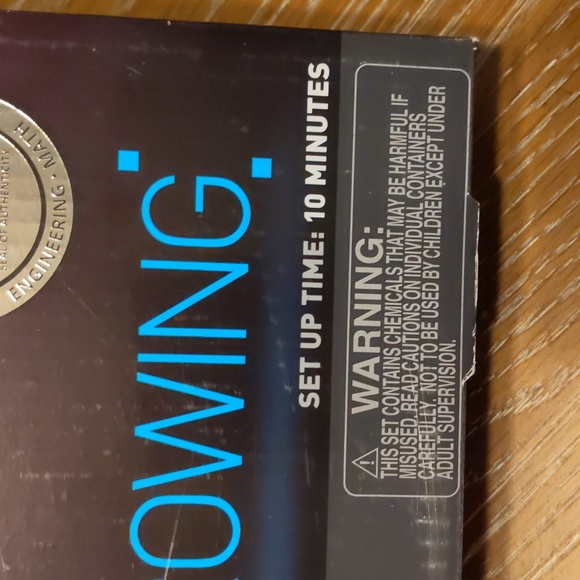 SEAL OF AUTHENTICITY
ENGINEERING · MATH
OWING
SET UP TIME: 10 MINUTES
WARNING:
THIS SET CONTAINS CHEMICALS THAT MAY BE HARMFUL IF
MISUSED. READ CAUTIONS ON INDIVIDUAL CONTAINERS
CAREFULLY. NOT TO BE USED BY CHILDREN EXCEPT UNDER
ADULT SUPERVISION.